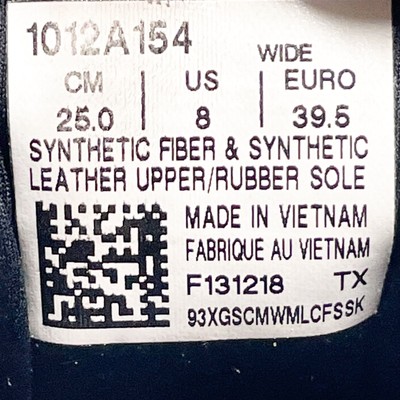 1012A154
WIDE
CM | US | EURO
25.0 | 8 | 39.5
SYNTHETIC FIBER & SYNTHETIC
LEATHER UPPER/RUBBER SOLE
MADE IN VIETNAM
FABRIQUE AU VIETNAM
F131218 TX
93XGSCMWMLCFSSK